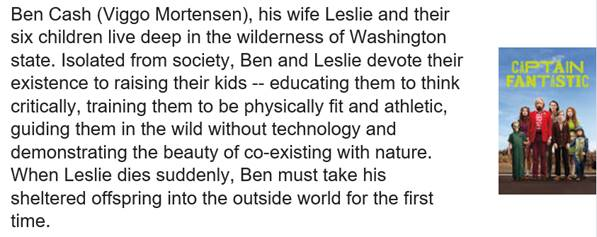 Ben Cash (Viggo Mortensen), his wife Leslie and their
six children live deep in the wilderness of Washington
state. Isolated from society, Ben and Leslie devote their
existence to raising their kids -- educating them to think
critically, training them to be physically fit and athletic,
guiding them in the wild without technology and
demonstrating the beauty of co-existing with nature.
When Leslie dies suddenly, Ben must take his
sheltered offspring into the outside world for the first
time.
CAPTAIN
FANTASTIC